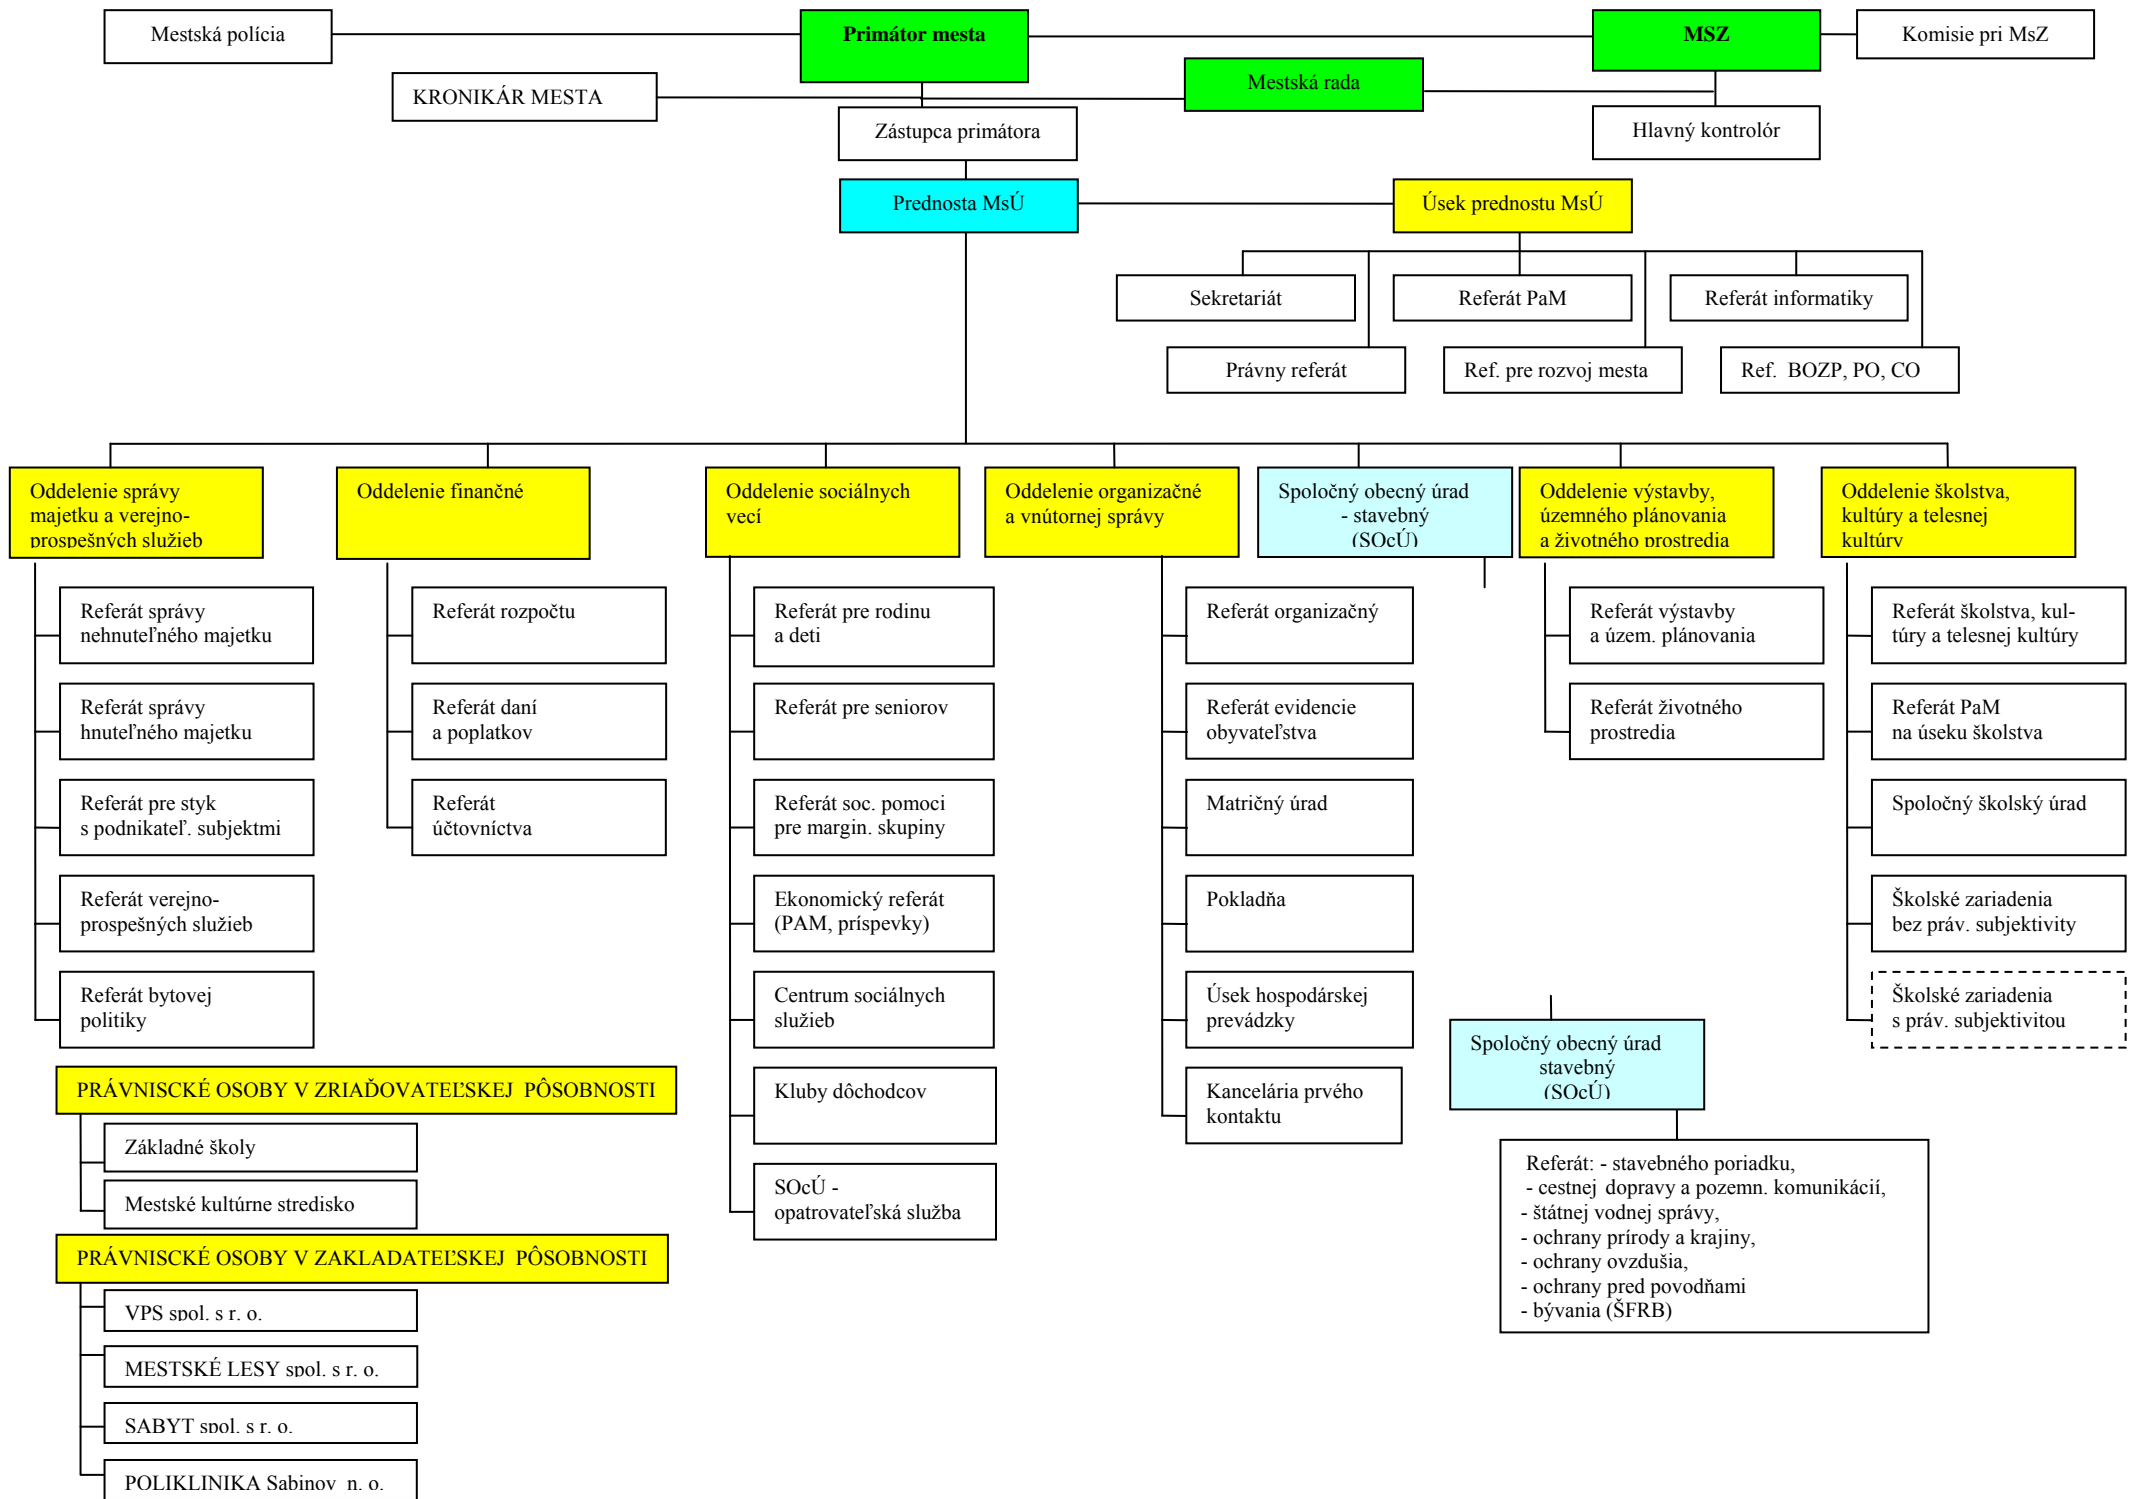 Mestská polícia
Primátor mesta
MSZ
Komisie pri MsZ
KRONIKÁR MESTA
Mestská rada
Zástupca primátora
Hlavný kontrolór
Prednosta MsÚ
Úsek prednostu MsÚ
Sekretariát
Referát PaM
Referát informatiky
Právny referát
Ref. pre rozvoj mesta
Ref.  BOZP, PO, CO
Oddelenie správy
majetku a verejno-
prospešných služieb
Oddelenie finančné
Oddelenie sociálnych
vecí
Oddelenie organizačné
a vnútornej správy
Spoločný obecný úrad
- stavebný
(SOcÚ)
Oddelenie výstavby,
územného plánovania
a životného prostredia
Oddelenie školstva,
kultúry a telesnej
kultúry
Referát správy
nehnuteľného majetku
Referát správy
hnuteľného majetku
Referát pre styk
s podnikateľ. subjektmi
Referát verejno-
prospešných služieb
Referát bytovej
politiky
Referát rozpočtu
Referát daní
a poplatkov
Referát
účtovníctva
Referát pre rodinu
a deti
Referát pre seniorov
Referát soc. pomoci
pre margin. skupiny
Ekonomický referát
(PAM, príspevky)
Centrum sociálnych
služieb
Kluby dôchodcov
SOcÚ -
opatrovateľská služba
Referát organizačný
Referát evidencie
obyvateľstva
Matričný úrad
Pokladňa
Úsek hospodárskej
prevádzky
Kancelária prvého
kontaktu
Referát výstavby
a územ. plánovania
Referát životného
prostredia
Referát školstva, kul-
túry a telesnej kultúry
Referát PaM
na úseku školstva
Spoločný školský úrad
Školské zariadenia
bez práv. subjektivity
Školské zariadenia
s práv. subjektivitou
Spoločný obecný úrad
stavebný
(SOcÚ)
Referát: - stavebného poriadku,
- cestnej dopravy a pozemn. komunikácií,
- štátnej vodnej správy,
- ochrany prírody a krajiny,
- ochrany ovzdušia,
- ochrany pred povodňami
- bývania (ŠFRB)
PRÁVNISCKÉ OSOBY V ZRIAĎOVATEĽSKEJ  PÔSOBNOSTI
Základné školy
Mestské kultúrne stredisko
PRÁVNISCKÉ OSOBY V ZAKLADATEĽSKEJ  PÔSOBNOSTI
VPS spol. s r. o.
MESTSKÉ LESY spol. s r. o.
SABYT spol. s r. o.
POLIKLINIKA Sabinov  n. o.